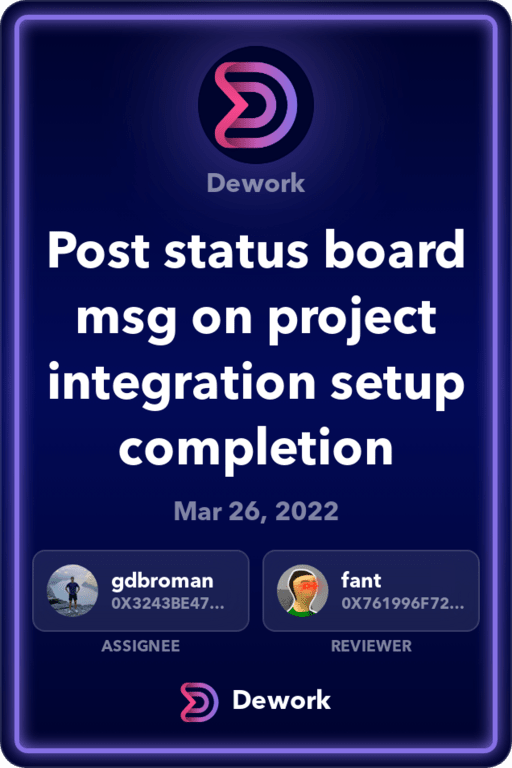 Dework
Post status board
msg on project
integration setup
completion
Mar 26, 2022
gdbroman
0X3243BE47...
fant
0X761996F72...
ASSIGNEE
REVIEWER
Dework